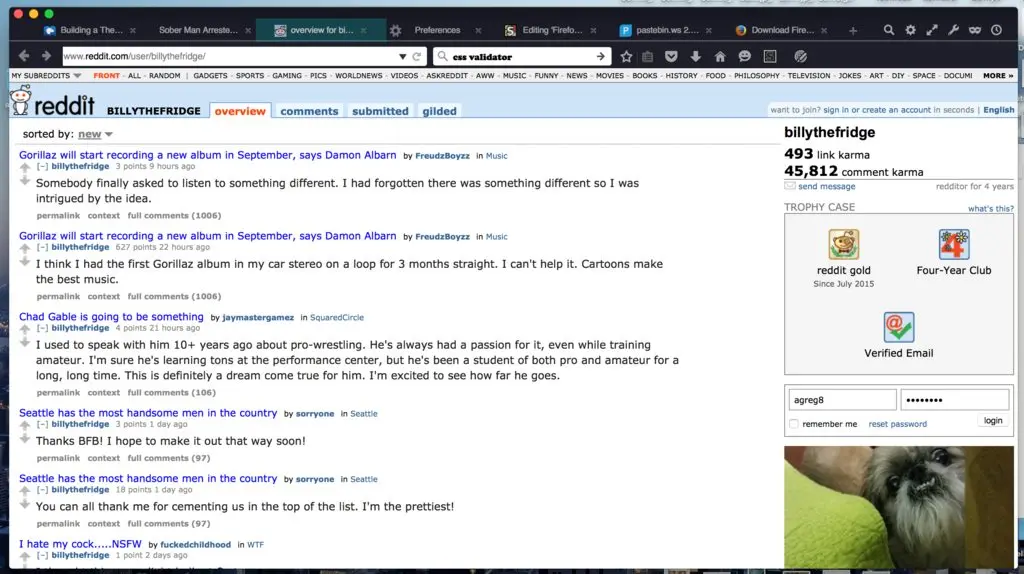 Building a The...
Sober Man Arreste...
overview for bi...
Preferences
Editing 'Firefo...
pastebin.ws 2....
Download Fire...
www.reddit.com/user/billythefridge/
css validator
MY SUBREDDITS FRONT - ALL - RANDOM | GADGETS - SPORTS - GAMING - PICS - WORLDNEWS - VIDEOS - ASKREDDIT - AWW - MUSIC - FUNNY - NEWS - MOVIES - BOOKS - HISTORY - FOOD - PHILOSOPHY - TELEVISION - JOKES - ART - DIY - SPACE - DOCUM MORE »
reddit BILLYTHEFRIDGE overview comments submitted gilded
want to join? sign in or create an account in seconds | English
sorted by: new
Gorillaz will start recording a new album in September, says Damon Albarn by FreudzBoyzz in Music
[-] billythefridge 3 points 9 hours ago
Somebody finally asked to listen to something different. I had forgotten there was something different so I was
intrigued by the idea.
permalink context full comments (1006)
Gorillaz will start recording a new album in September, says Damon Albarn by FreudzBoyzz in Music
[-] billythefridge 627 points 22 hours ago
I think I had the first Gorillaz album in my car stereo on a loop for 3 months straight. I can't help it. Cartoons make
the best music.
permalink context full comments (1006)
Chad Gable is going to be something by jaymastergamez in SquaredCircle
[-] billythefridge 4 points 21 hours ago
I used to speak with him 10+ years ago about pro-wrestling. He's always had a passion for it, even while training
amateur. I'm sure he's learning tons at the performance center, but he's been a student of both pro and amateur for a
long, long time. This is definitely a dream come true for him. I'm excited to see how far he goes.
permalink context full comments (106)
Seattle has the most handsome men in the country by sorryone in Seattle
[-] billythefridge 3 points 1 day ago
Thanks BFB! I hope to make it out that way soon!
permalink context full comments (97)
Seattle has the most handsome men in the country by sorryone in Seattle
[-] billythefridge 18 points 1 day ago
You can all thank me for cementing us in the top of the list. I'm the prettiest!
permalink context full comments (97)
I hate my cock.....NSFW by fuckedchildhood in WTF
[-] billythefridge 1 point 2 days ago
billythefridge
493 link karma
45,812 comment karma
send message redditor for 4 years
TROPHY CASE what's this?
reddit gold
Since July 2015
Four-Year Club
Verified Email
agreg8 ••••••••
remember me reset password login